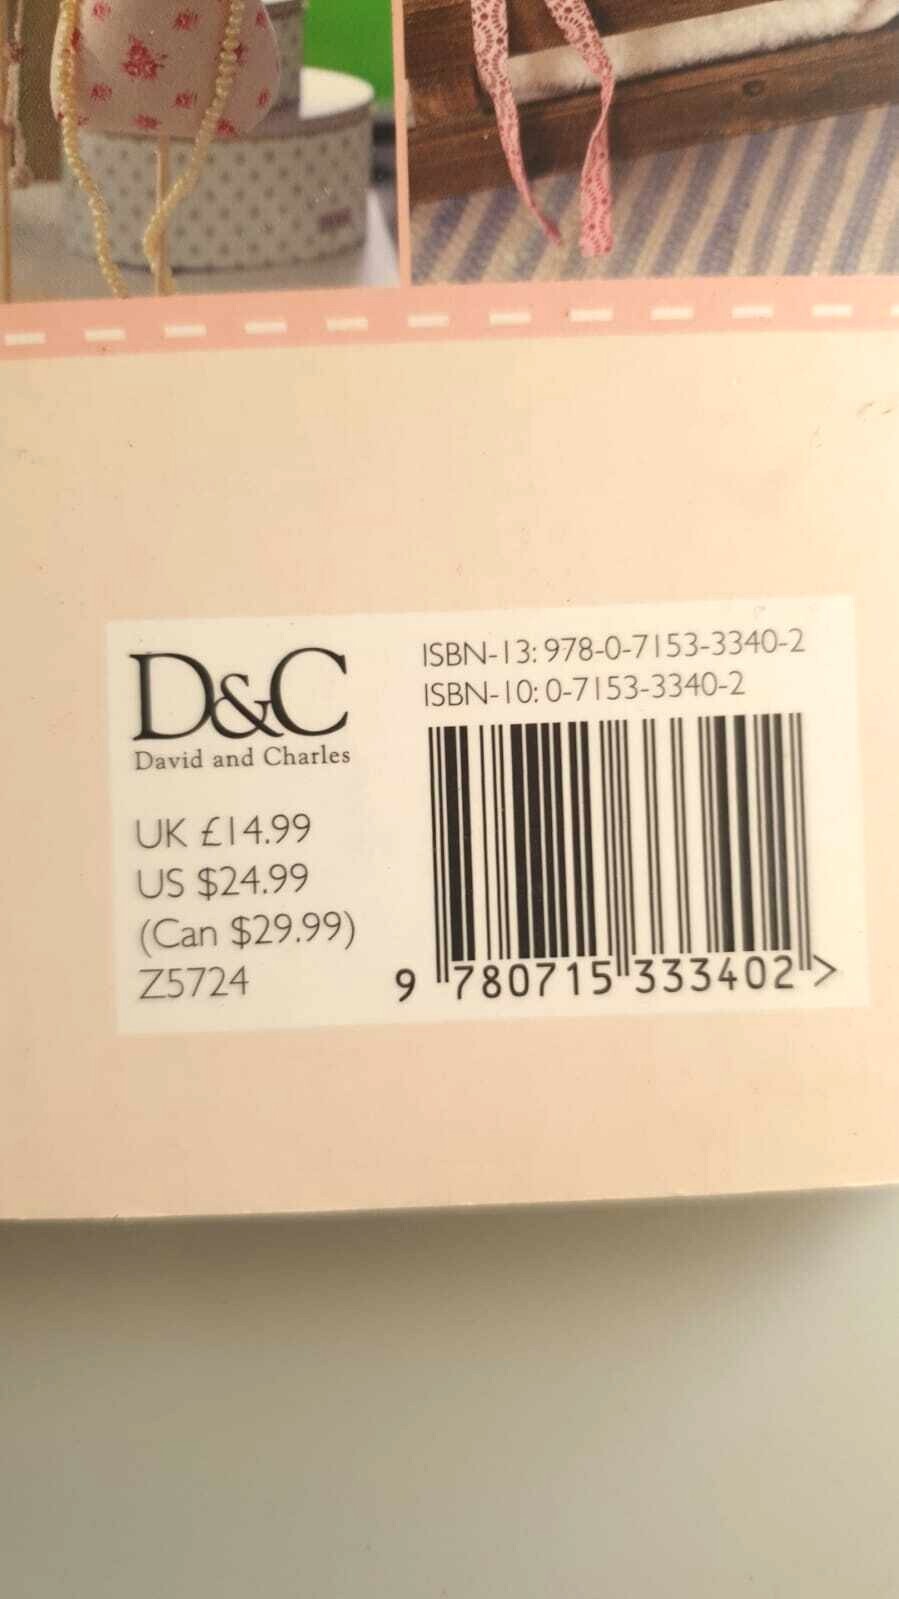 D&C
David and Charles
UK £14.99
US $24.99
(Can $29.99)
Z5724
ISBN-13: 978-0-7153-3340-2
ISBN-10: 0-7153-3340-2
9 780715 333402 >